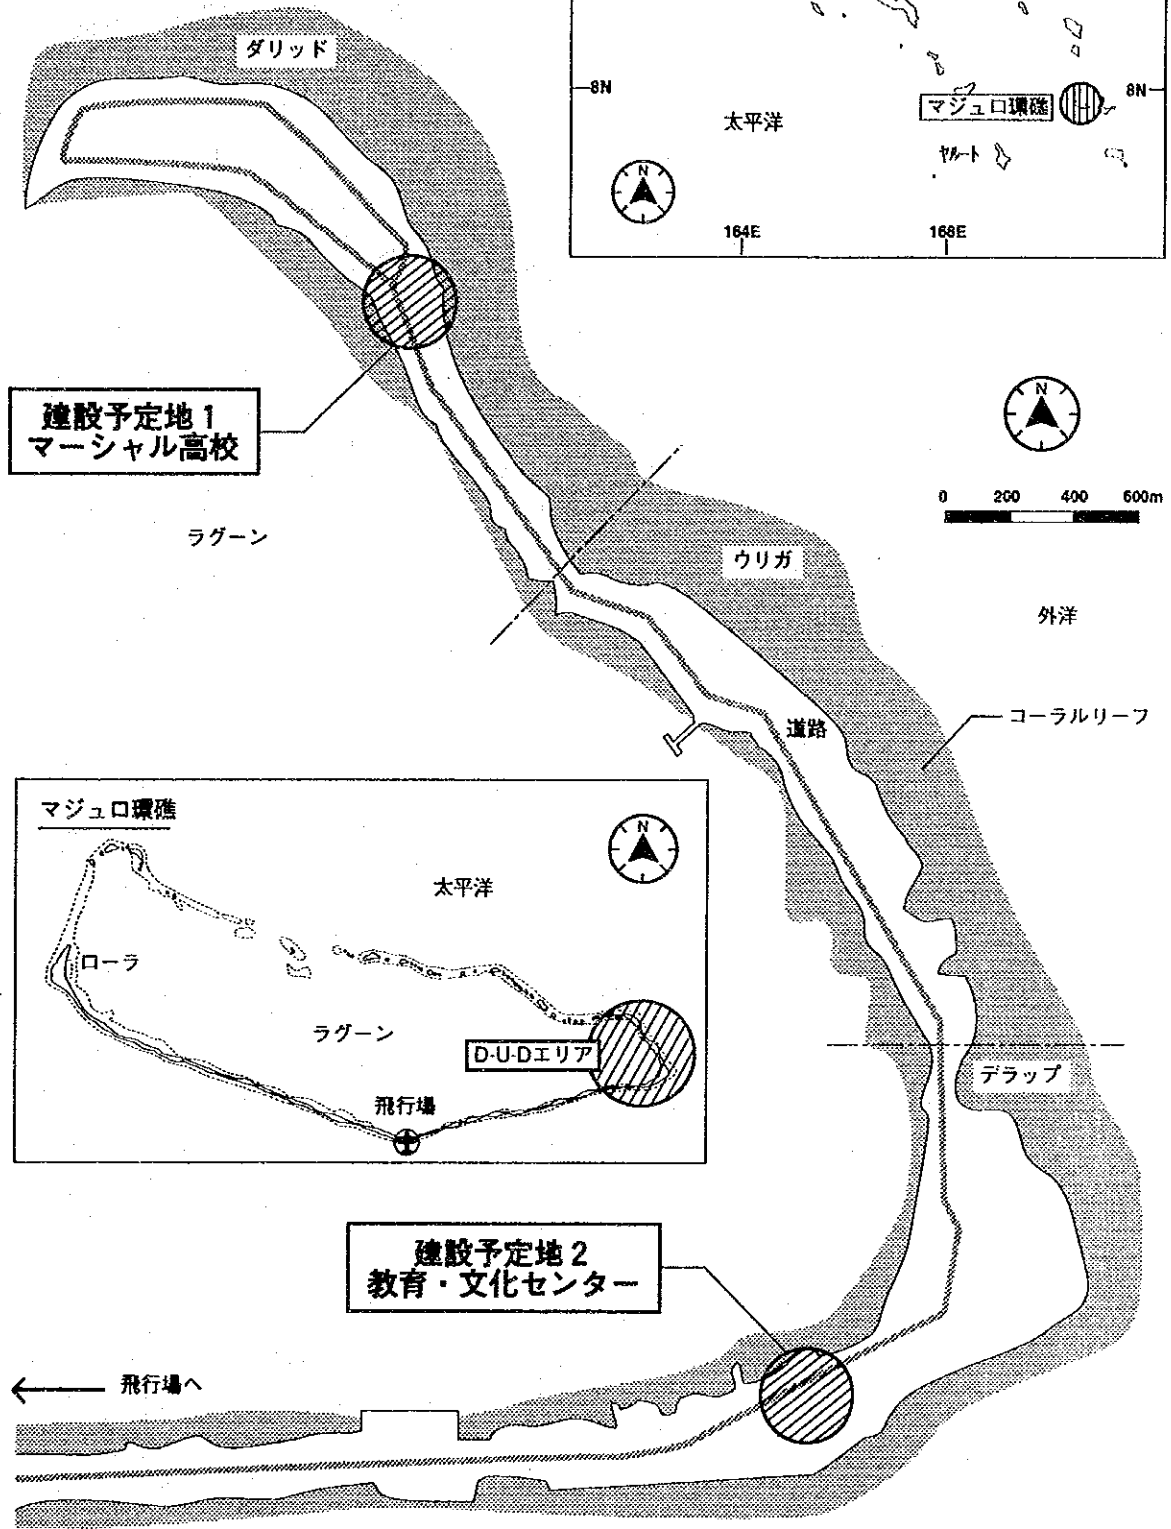 ダリッド
8N
8N
太平洋
マジュロ環礁
ヤルート
N
164E
168E
建設予定地1
マーシャル高校
N
0 200 400 600m
ラグーン
ウリガ
外洋
コーラルリーフ
道路
マジュロ環礁
N
太平洋
ローラ
ラグーン
D-U-Dエリア
飛行場
デラップ
建設予定地2
教育・文化センター
飛行場へ